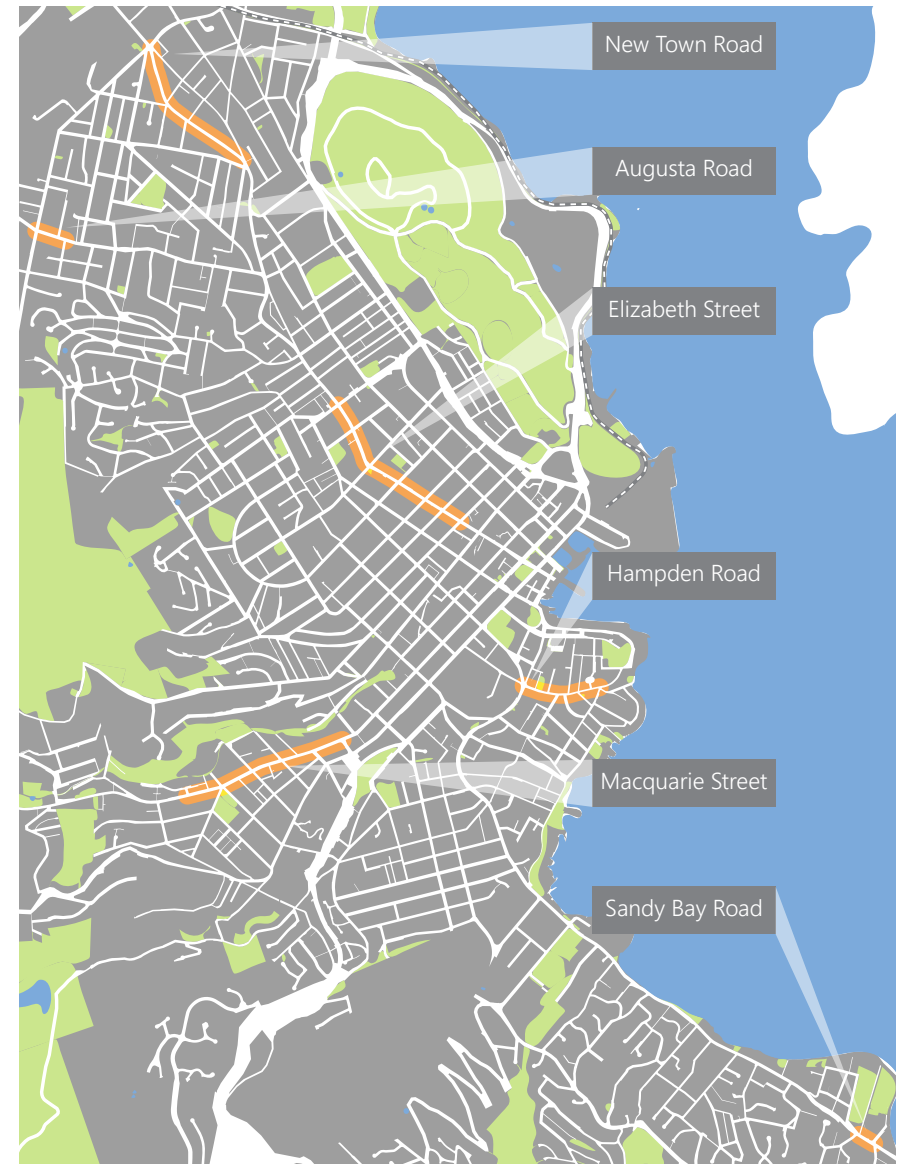 New Town Road
Augusta Road
Elizabeth Street
Hampden Road
Macquarie Street
Sandy Bay Road